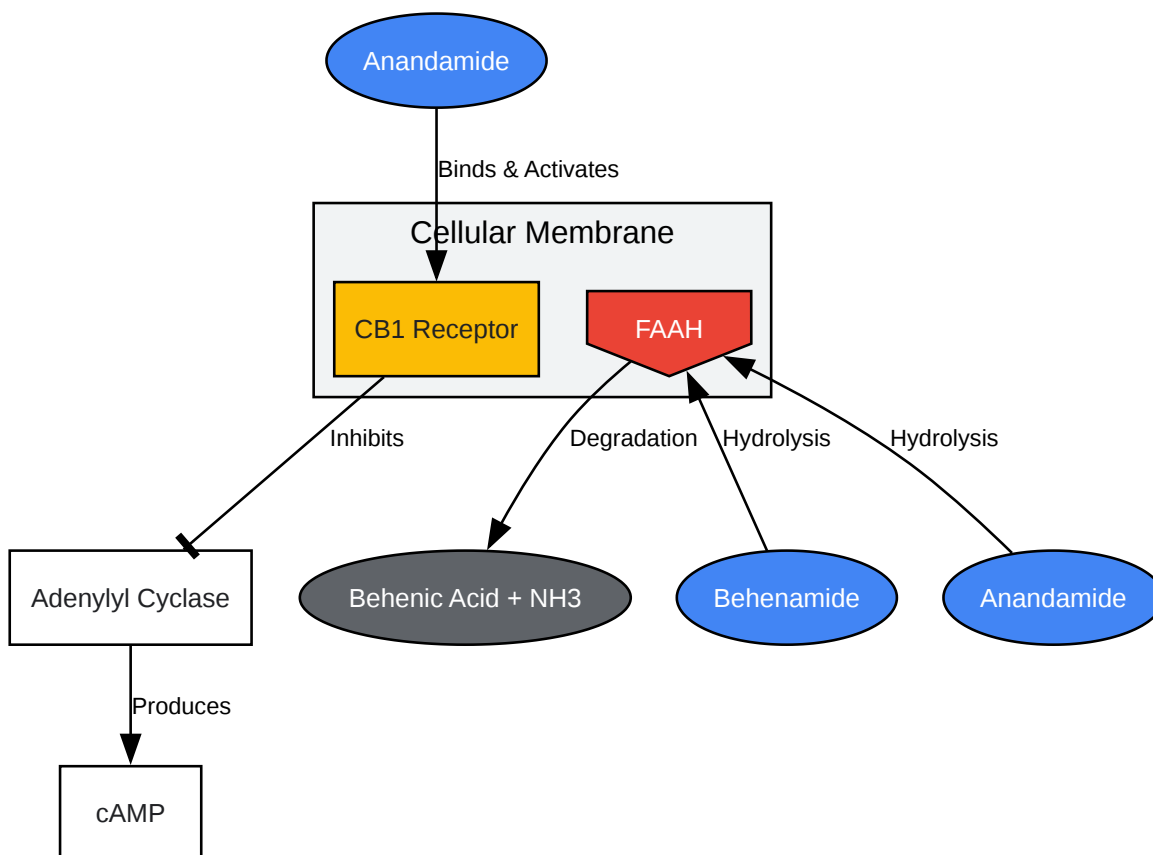 Anandamide
Binds & Activates
Cellular Membrane
CB1 Receptor
FAAH
Inhibits
Degradation
Hydrolysis
Hydrolysis
Adenylyl Cyclase
Behenic Acid + NH3
Behenamide
Anandamide
Produces
cAMP